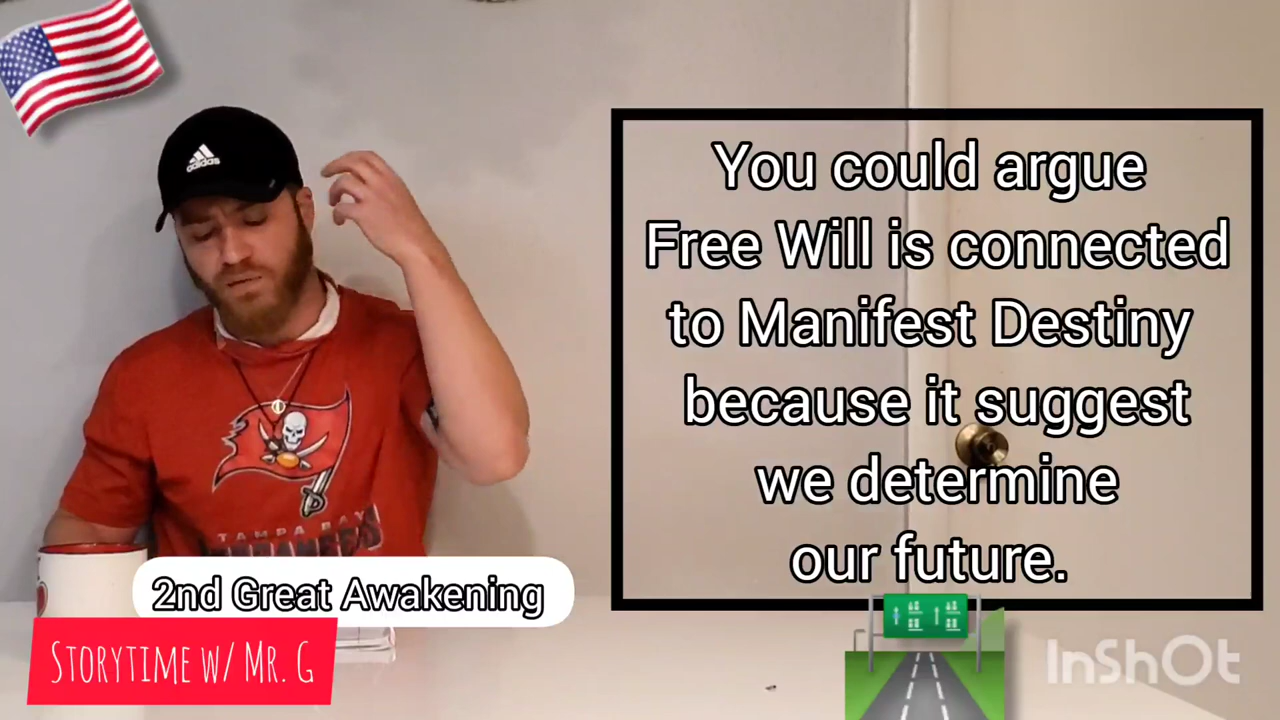 adidas
You could argue
Free Will is connected
to Manifest Destiny
because it suggest
we determine
our future.
TAMPA BAY
BUCCANEERS
2nd Great Awakening
STORYTIME W/ MR. G
InShOt